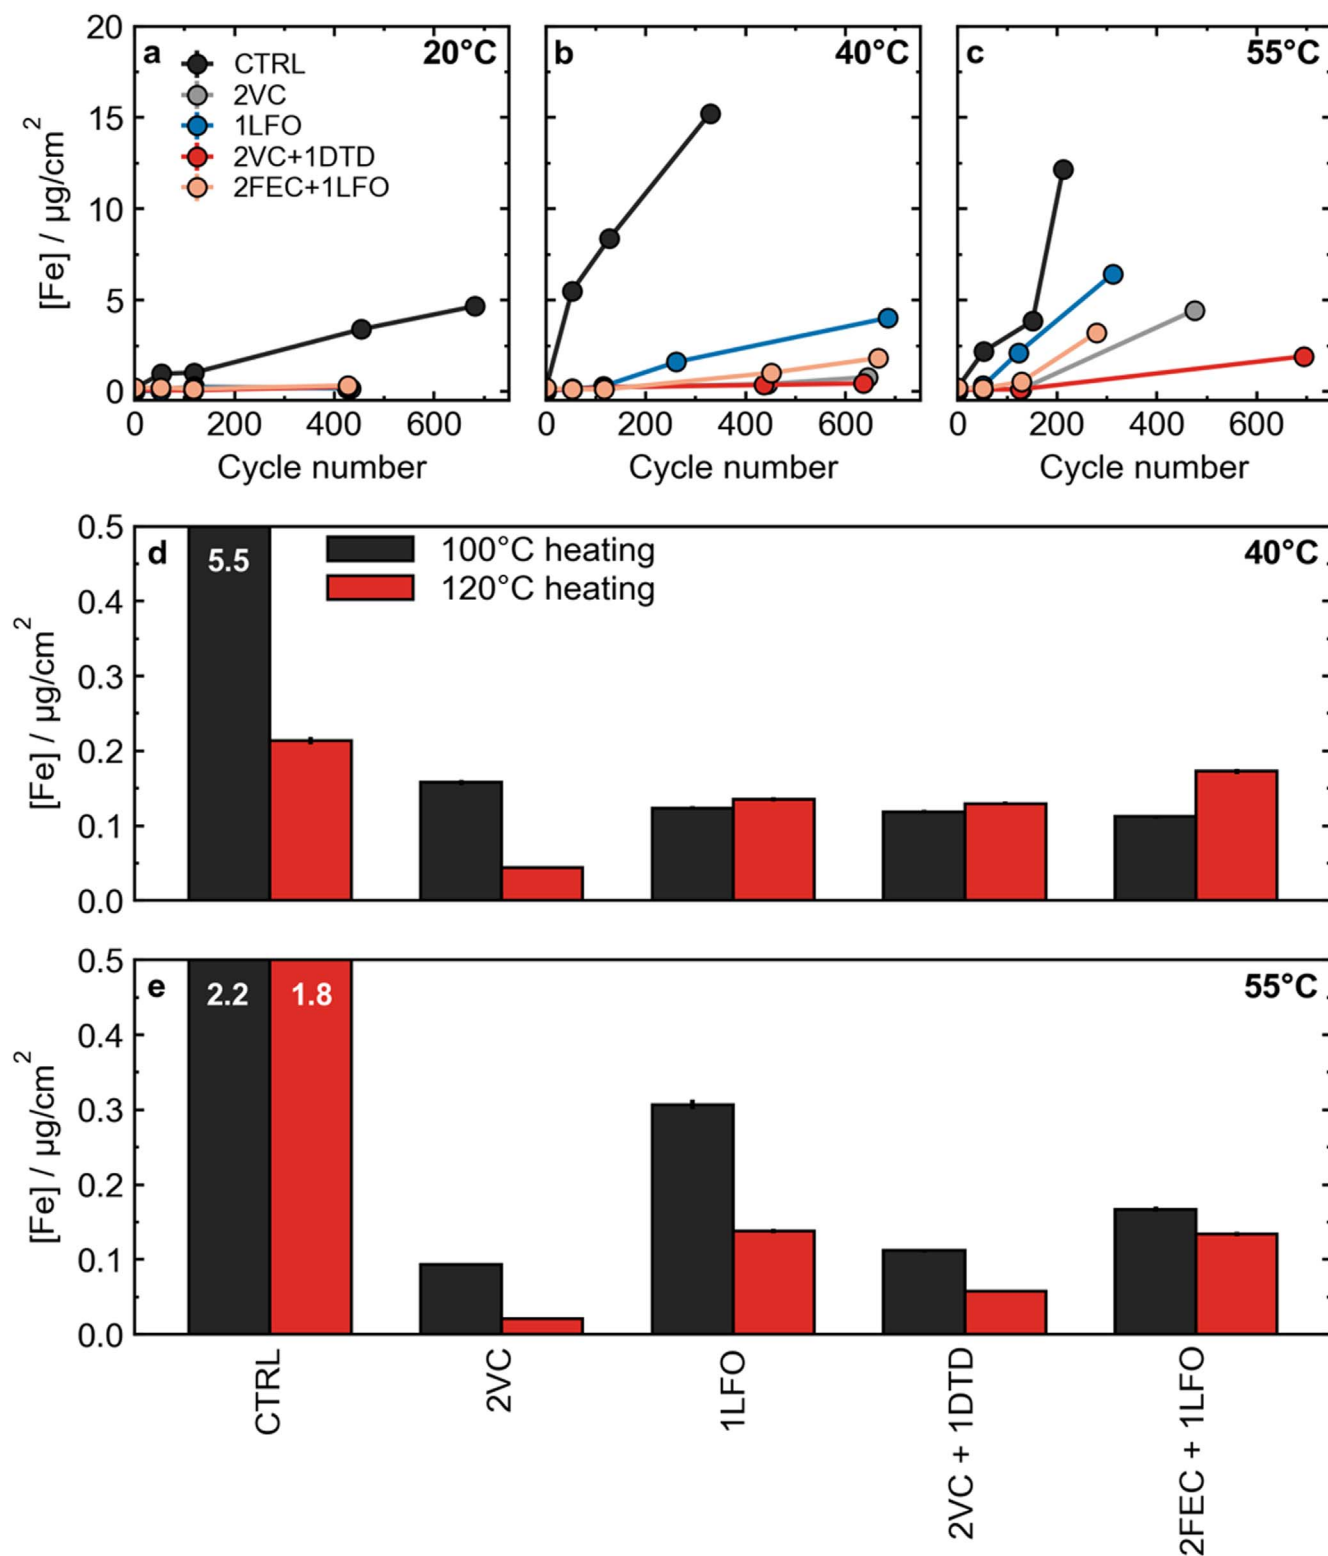 a
20°C
CTRL
2VC
1LFO
2VC+1DTD
2FEC+1LFO
20
15
10
5
0
[Fe] / µg/cm²
0 200 400 600
Cycle number
b
40°C
0 200 400 600
Cycle number
c
55°C
0 200 400 600
Cycle number
d
40°C
100°C heating
120°C heating
5.5
0.5
0.4
0.3
0.2
0.1
0.0
[Fe] / µg/cm²
e
55°C
2.2 1.8
0.5
0.4
0.3
0.2
0.1
0.0
[Fe] / µg/cm²
CTRL
2VC
1LFO
2VC + 1DTD
2FEC + 1LFO